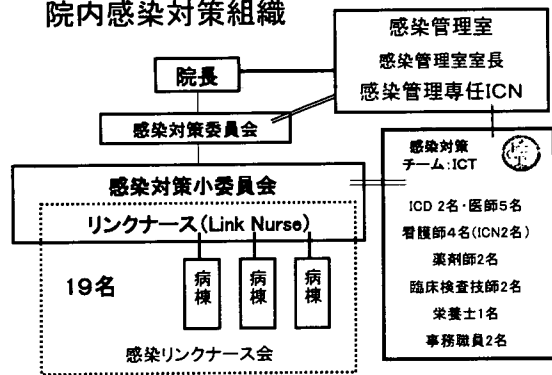 院内感染対策組織
感染管理室
感染管理室室長
感染管理専任ICN
院長
感染対策委員会
感染対策小委員会
リンクナース(Link Nurse)
19名
病棟
病棟
病棟
感染リンクナース会
感染対策
チーム:ICT
ICD 2名・医師5名
看護師4名(ICN2名)
薬剤師2名
臨床検査技師2名
栄養士1名
事務職員2名